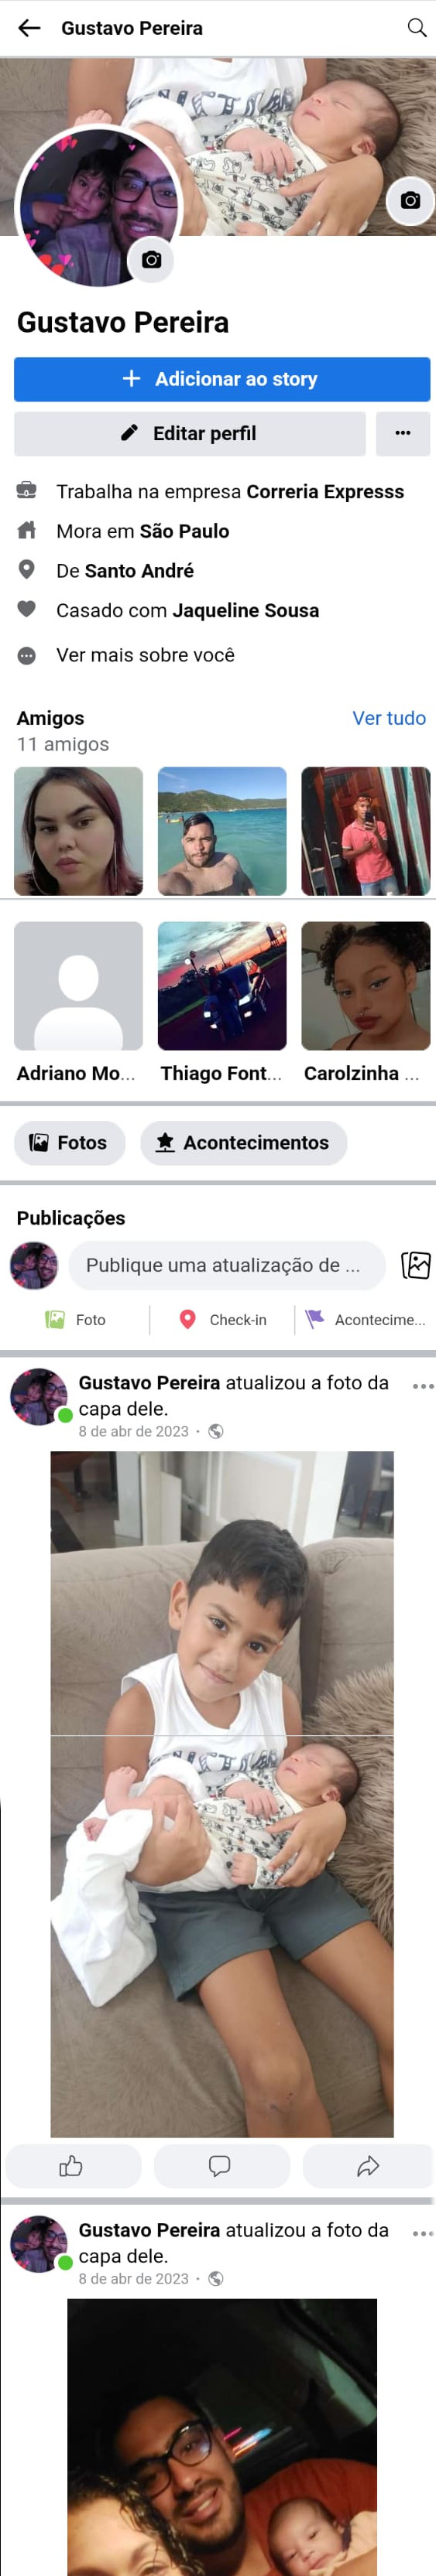 Gustavo Pereira
Gustavo Pereira
Adicionar ao story
Editar perfil
Trabalha na empresa Correria Expresss
Mora em São Paulo
De Santo André
Casado com Jaqueline Sousa
Ver mais sobre você
Amigos
Ver tudo
11 amigos
Adriano Mo...
Thiago Font...
Carolzinha ...
Fotos
Acontecimentos
Publicações
Publique uma atualização de ...
Foto
Check-in
Acontecime...
Gustavo Pereira atualizou a foto da
capa dele.
8 de abr de 2023 ·
Gustavo Pereira atualizou a foto da
capa dele.
8 de abr de 2023 ·